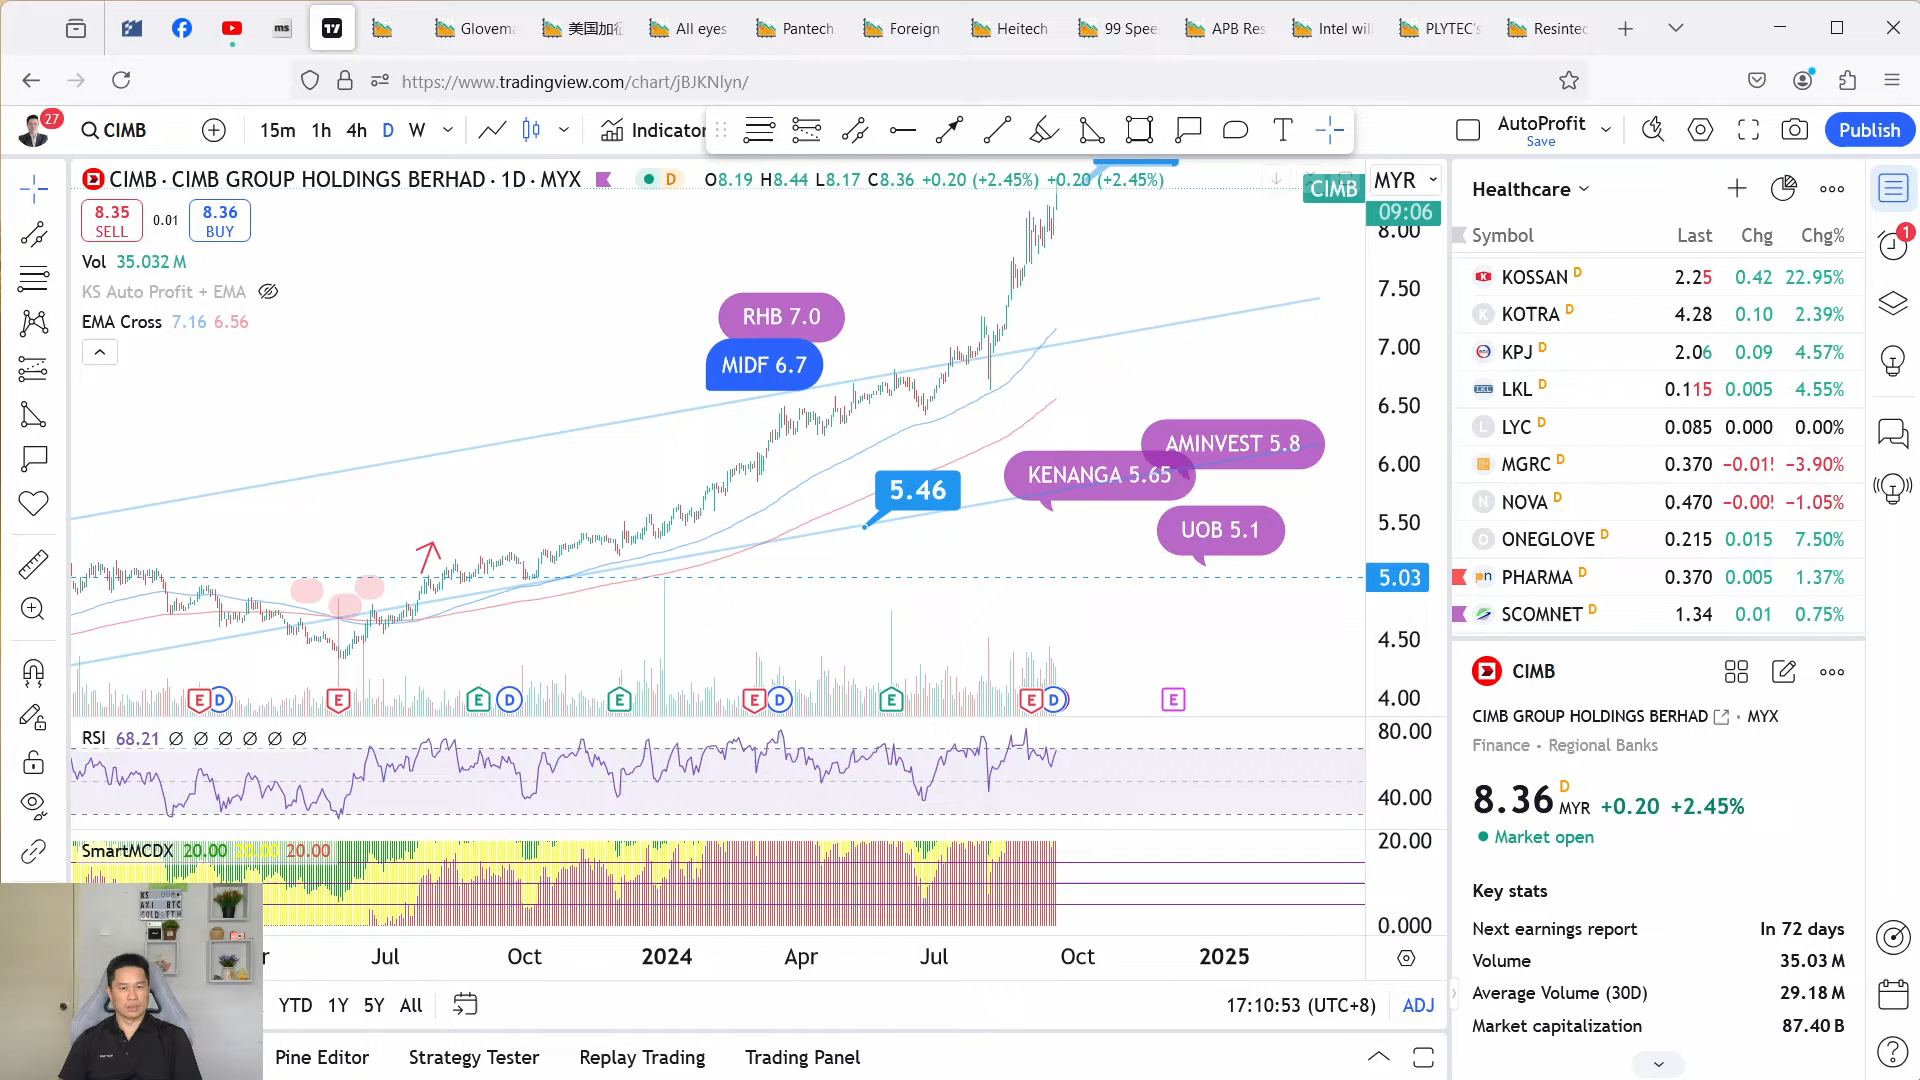 ms
Glovema
美国加征
All eyes
Pantech
Foreign
Heitech
99 Spee
APB Res
Intel wil
PLYTEC's
Resintec
https://www.tradingview.com/chart/jBJKNlyn/
27
CIMB
15m 1h 4h D W
Indicator
AutoProfit
Save
Publish
CIMB · CIMB GROUP HOLDINGS BERHAD · 1D · MYX
D
O8.19 H8.44 L8.17 C8.36 +0.20 (+2.45%) +0.20 (+2.45%)
8.35
SELL
0.01
8.36
BUY
Vol 35.032 M
KS Auto Profit + EMA
EMA Cross 7.16 6.56
RHB 7.0
MIDF 6.7
AMINVEST 5.8
KENANGA 5.65
5.46
UOB 5.1
MYR
CIMB
09:06
8.00
7.50
7.00
6.50
6.00
5.50
5.03
4.50
4.00
E D E E D E E D E E D E
RSI 68.21 Ø Ø Ø Ø Ø Ø
80.00
40.00
SmartMCDX 20.00 20.00 20.00
20.00
0.000
Jul Oct 2024 Apr Jul Oct 2025
YTD 1Y 5Y All
17:10:53 (UTC+8) ADJ
Pine Editor Strategy Tester Replay Trading Trading Panel
Healthcare
Symbol Last Chg Chg%
KOSSAN D 2.25 0.42 22.95%
KOTRA D 4.28 0.10 2.39%
KPJ D 2.06 0.09 4.57%
LKL D 0.115 0.005 4.55%
LYC D 0.085 0.000 0.00%
MGRC D 0.370 −0.01! −3.90%
NOVA D 0.470 −0.00! −1.05%
ONEGLOVE D 0.215 0.015 7.50%
PHARMA D 0.370 0.005 1.37%
SCOMNET D 1.34 0.01 0.75%
CIMB
CIMB GROUP HOLDINGS BERHAD · MYX
Finance · Regional Banks
8.36 D MYR +0.20 +2.45%
Market open
Key stats
Next earnings report In 72 days
Volume 35.03 M
Average Volume (30D) 29.18 M
Market capitalization 87.40 B
1